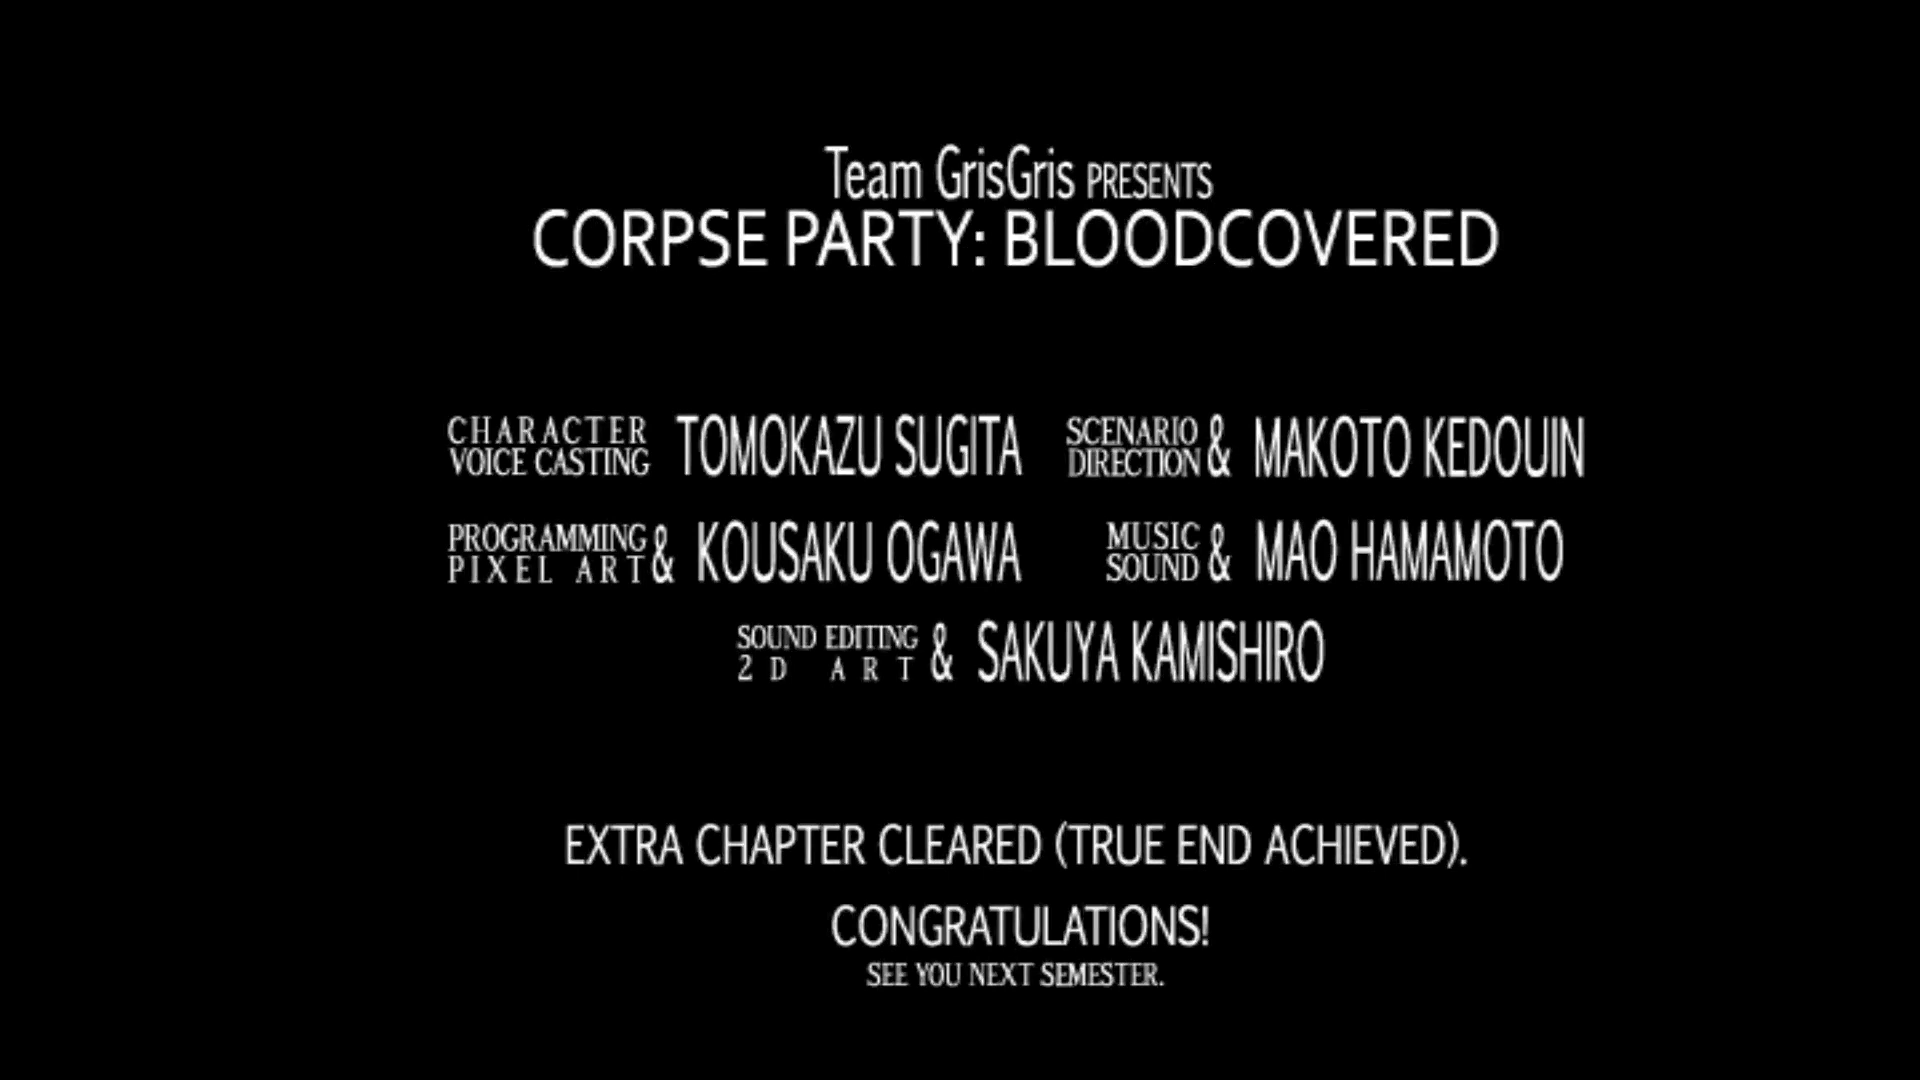 Team GrisGris PRESENTS
CORPSE PARTY: BLOODCOVERED
CHARACTER VOICE CASTING TOMOKAZU SUGITA
SCENARIO & DIRECTION MAKOTO KEDOUIN
PROGRAMMING & PIXEL ART KOUSAKU OGAWA
MUSIC & SOUND MAO HAMAMOTO
SOUND EDITING & 2D ART SAKUYA KAMISHIRO
EXTRA CHAPTER CLEARED (TRUE END ACHIEVED).
CONGRATULATIONS!
SEE YOU NEXT SEMESTER.